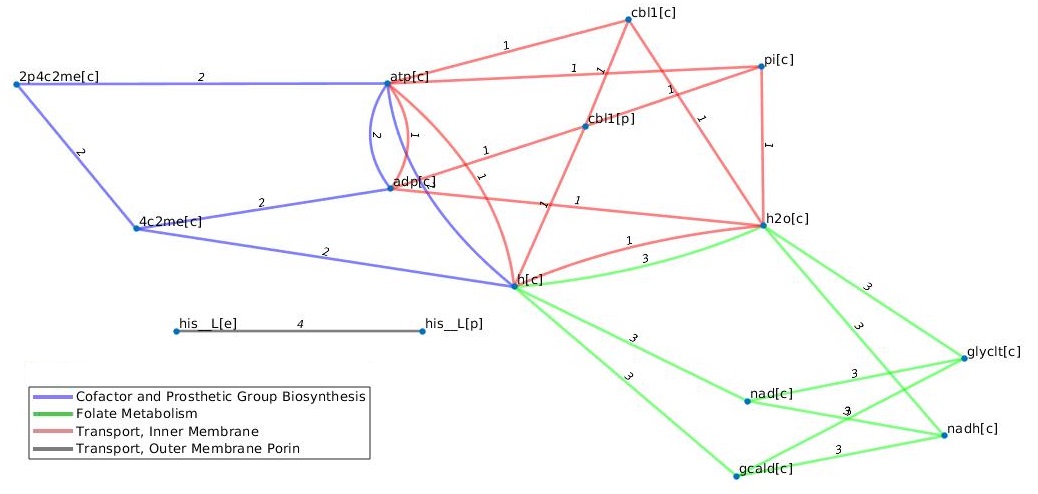 cbl1[c]
1
pi[c]
2p4c2me[c]
2
atp[c]
1
1
1
cbl1[p]
2
1
1
2
1
1
adp[c]
1
2
1
1
4c2me[c]
h2o[c]
2
1
3
h[c]
3
his__L[e]
4
his__L[p]
3
3
glyclt[c]
3
3
nad[c]
3
3
nadh[c]
3
gcald[c]
Cofactor and Prosthetic Group Biosynthesis
Folate Metabolism
Transport, Inner Membrane
Transport, Outer Membrane Porin